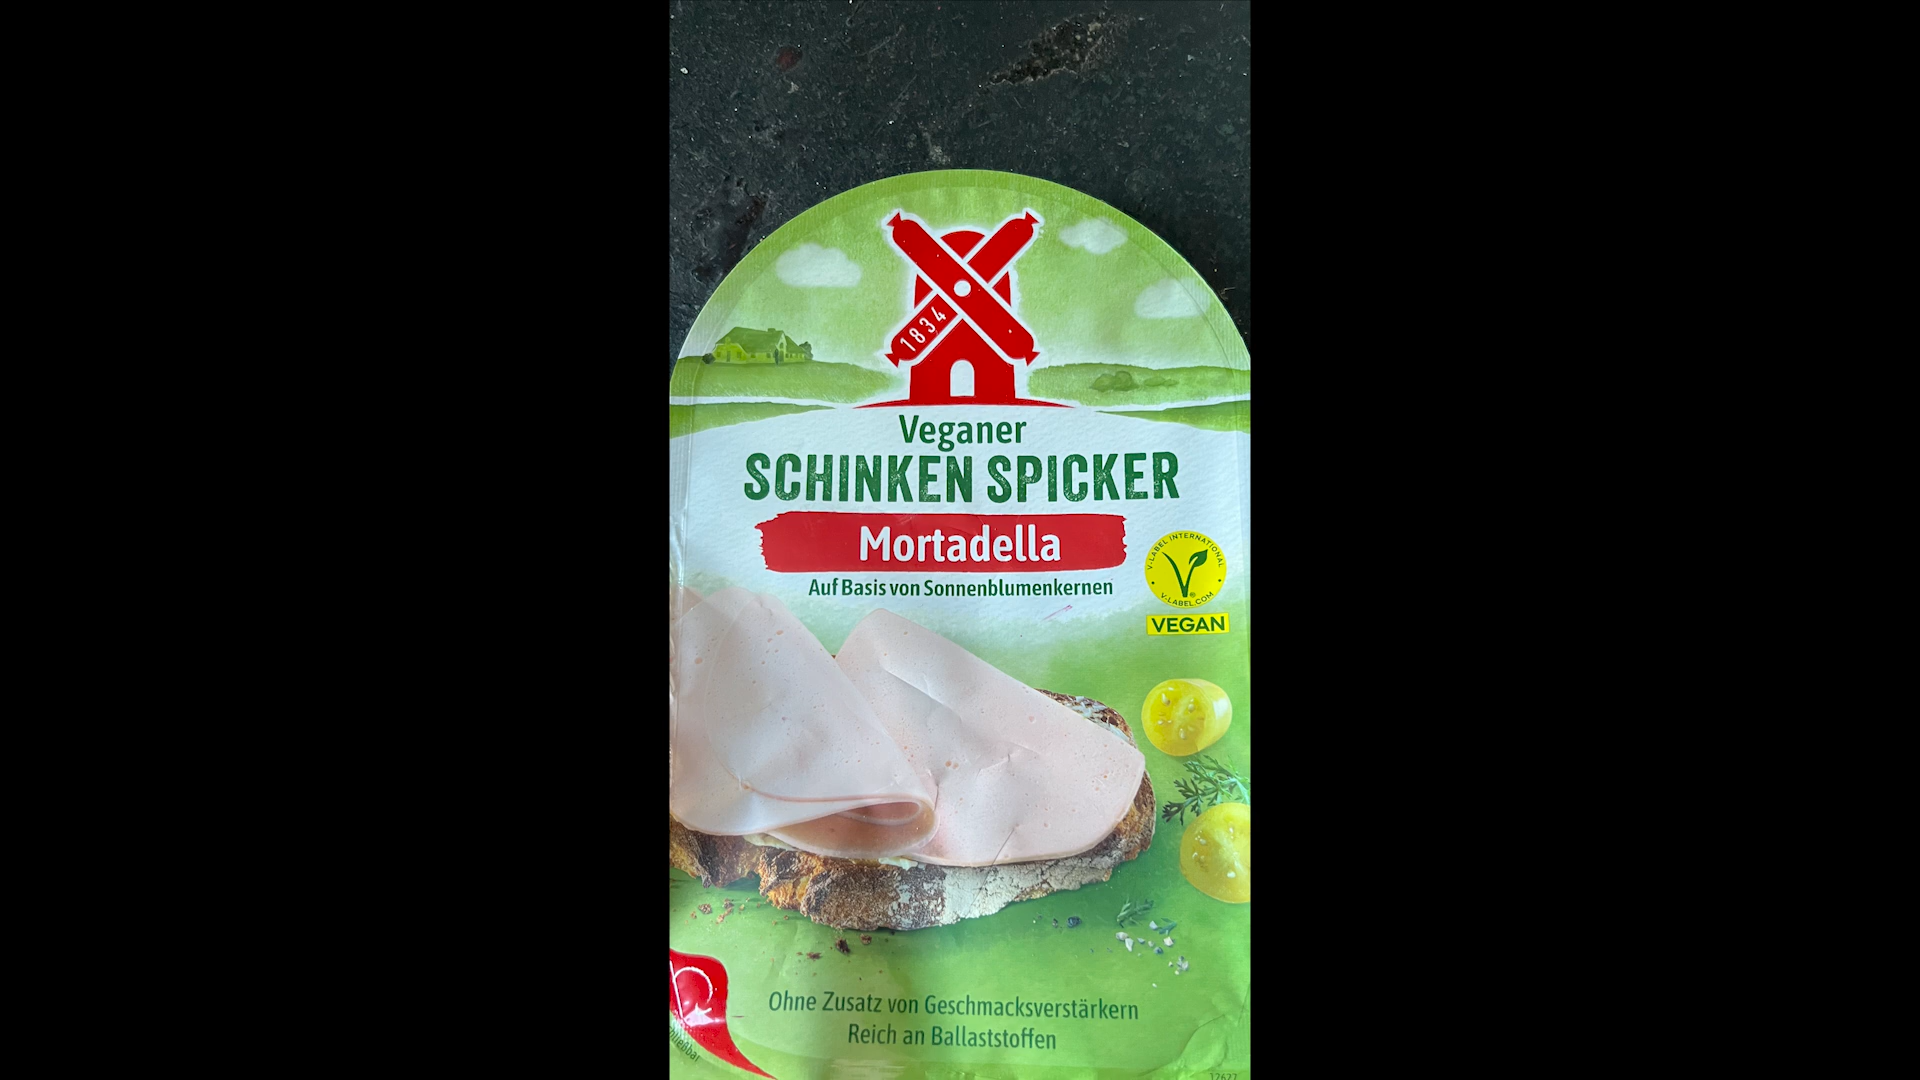 1834
Veganer
SCHINKEN SPICKER
Mortadella
Auf Basis von Sonnenblumenkernen
V-LABEL INTERNATIONAL
V-LABEL.COM
VEGAN
Ohne Zusatz von Geschmacksverstärkern
Reich an Ballaststoffen